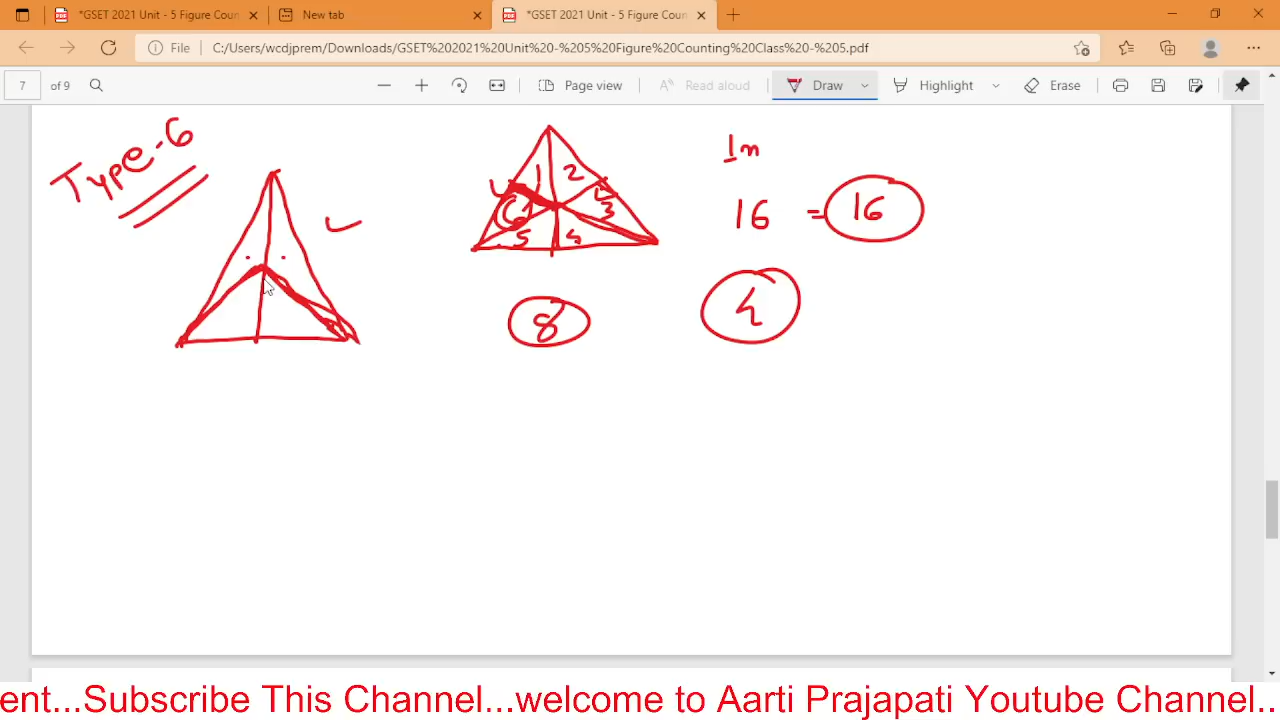 *GSET 2021 Unit - 5 Figure Coun
New tab
*GSET 2021 Unit - 5 Figure Coun
File
C:/Users/wcdjprem/Downloads/GSET%202021%20Unit%20-%205%20Figure%20Counting%20Class%20-%205.pdf
7 of 9
Page view
Read aloud
Draw
Highlight
Erase
Type-6
1 2
6 3
5 4
8
In
16 = 16
4
ent...Subscribe This Channel...welcome to Aarti Prajapati Youtube Channel..